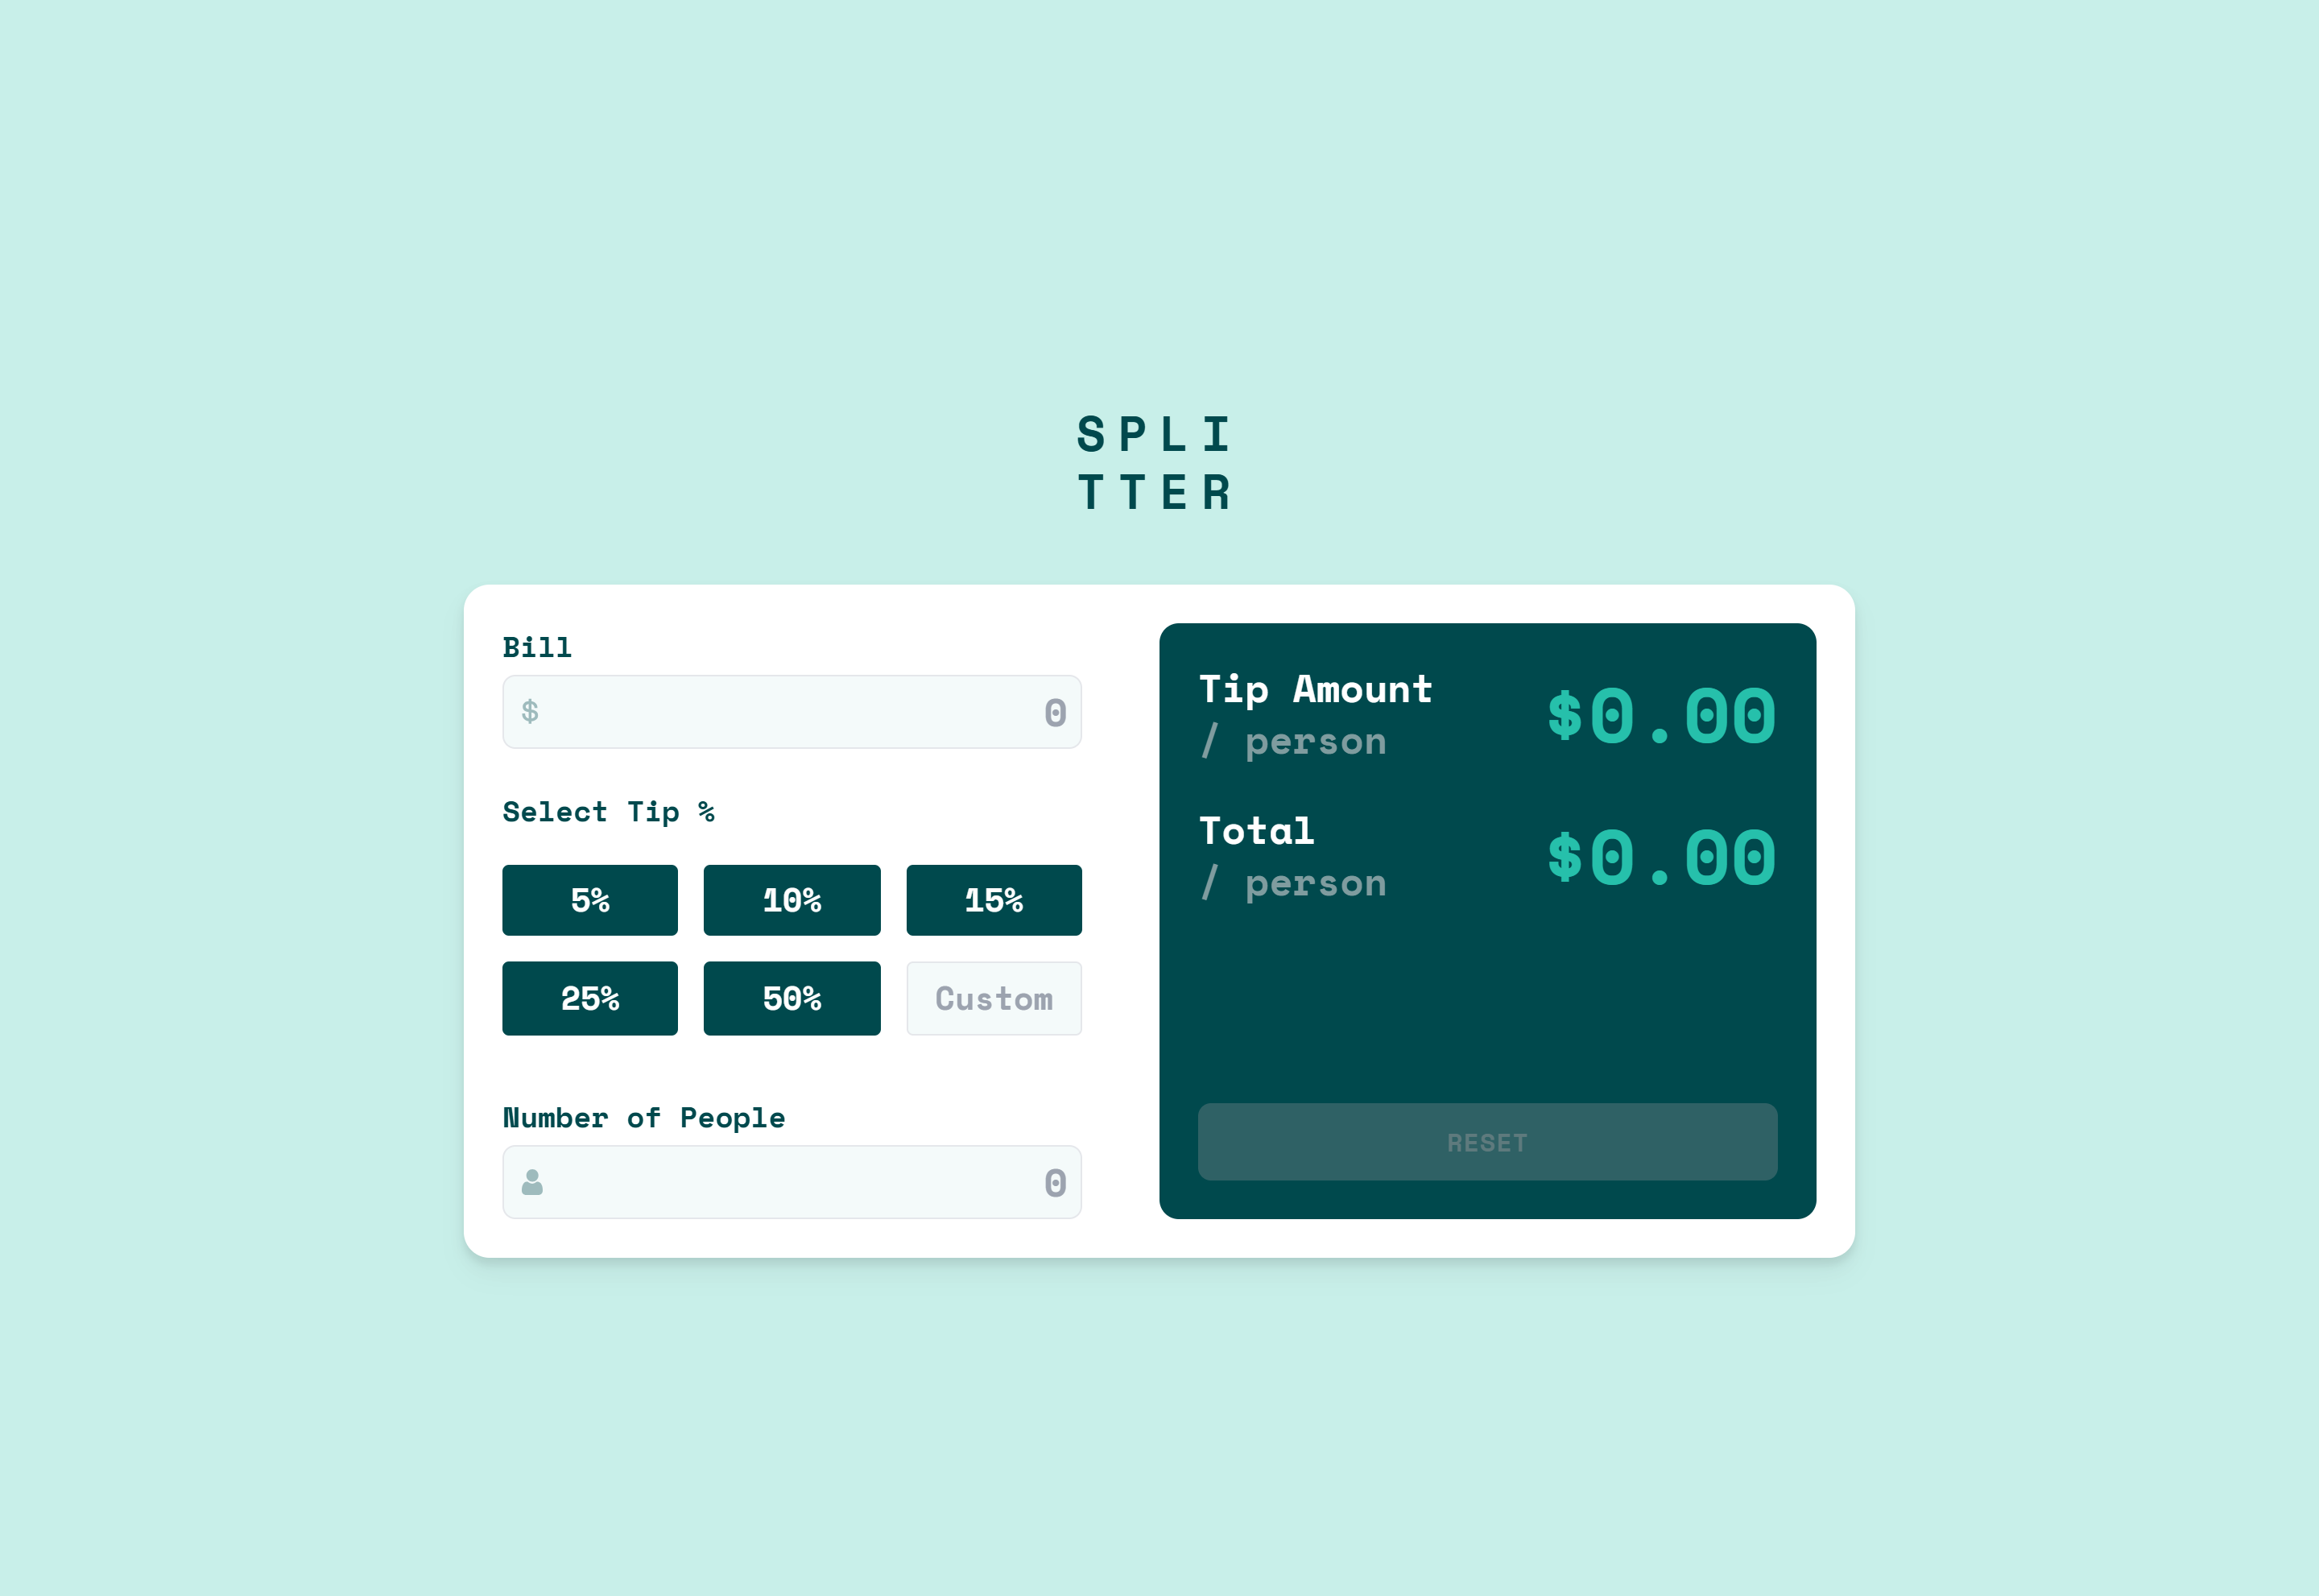 SPLI
TTER
Bill
$ 0
Select Tip %
5% 10% 15%
25% 50% Custom
Number of People
0
Tip Amount
/ person
$0.00
Total
/ person
$0.00
RESET